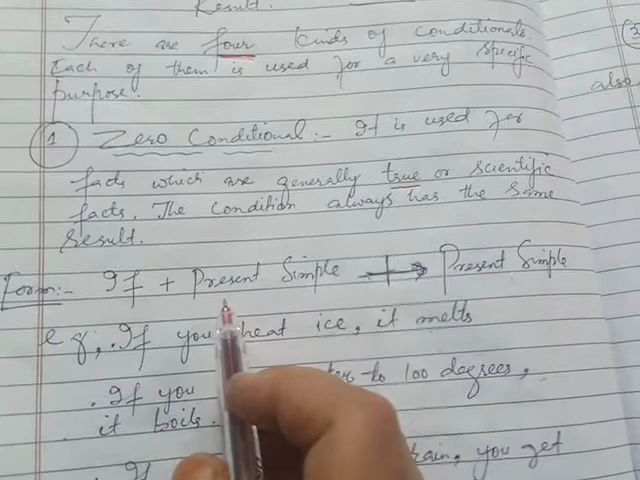 Result.
There are four kinds of conditionals.
Each of them is used for a very specific
purpose.
also
1 Zero Conditional:- It is used for
facts which are generally true or scientific
facts. The Condition always has the same
result.
Form:- If + Present Simple → Present Simple
e.g; . If you heat ice, it melts
. If you to 100 degrees,
it boils.
. If rain, you get